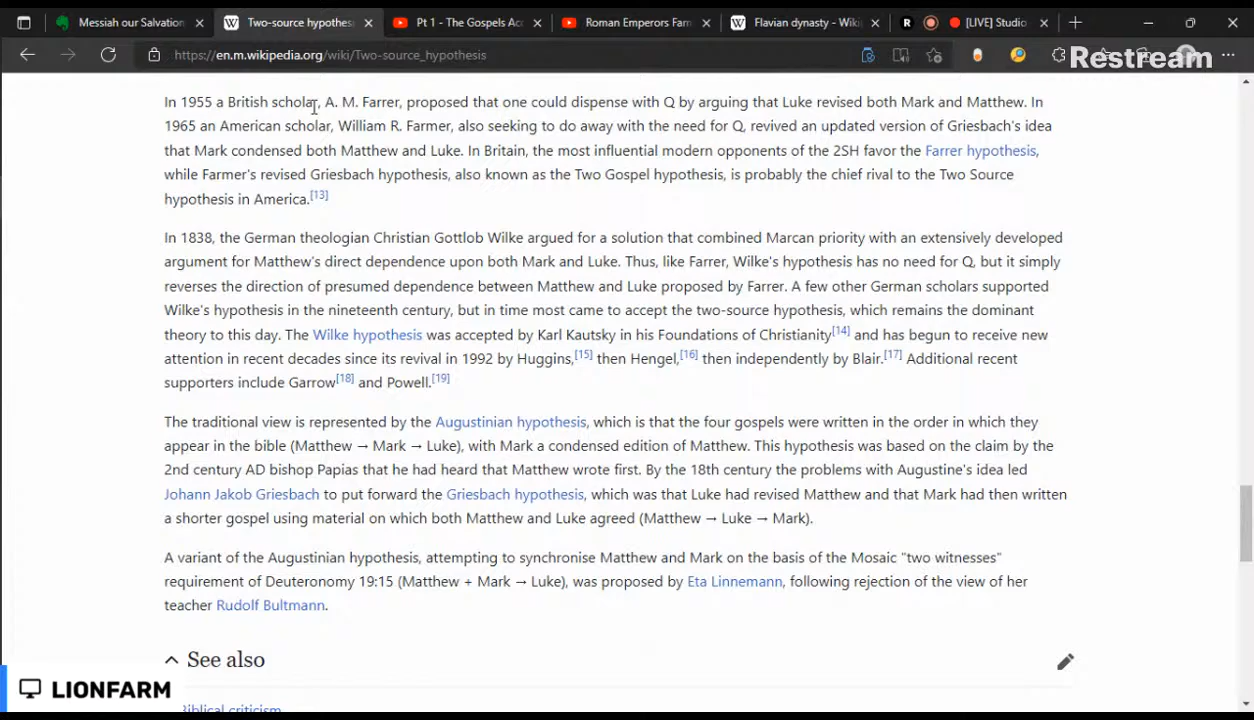 Messiah our Salvation
Two-source hypothes
Pt 1 - The Gospels Acc
Roman Emperors Fam
Flavian dynasty - Wiki
[LIVE] Studio
https://en.m.wikipedia.org/wiki/Two-source_hypothesis
Restream
In 1955 a British scholar, A. M. Farrer, proposed that one could dispense with Q by arguing that Luke revised both Mark and Matthew. In
1965 an American scholar, William R. Farmer, also seeking to do away with the need for Q, revived an updated version of Griesbach's idea
that Mark condensed both Matthew and Luke. In Britain, the most influential modern opponents of the 2SH favor the Farrer hypothesis,
while Farmer's revised Griesbach hypothesis, also known as the Two Gospel hypothesis, is probably the chief rival to the Two Source
hypothesis in America.[13]
In 1838, the German theologian Christian Gottlob Wilke argued for a solution that combined Marcan priority with an extensively developed
argument for Matthew's direct dependence upon both Mark and Luke. Thus, like Farrer, Wilke's hypothesis has no need for Q, but it simply
reverses the direction of presumed dependence between Matthew and Luke proposed by Farrer. A few other German scholars supported
Wilke's hypothesis in the nineteenth century, but in time most came to accept the two-source hypothesis, which remains the dominant
theory to this day. The Wilke hypothesis was accepted by Karl Kautsky in his Foundations of Christianity[14] and has begun to receive new
attention in recent decades since its revival in 1992 by Huggins,[15] then Hengel,[16] then independently by Blair.[17] Additional recent
supporters include Garrow[18] and Powell.[19]
The traditional view is represented by the Augustinian hypothesis, which is that the four gospels were written in the order in which they
appear in the bible (Matthew → Mark → Luke), with Mark a condensed edition of Matthew. This hypothesis was based on the claim by the
2nd century AD bishop Papias that he had heard that Matthew wrote first. By the 18th century the problems with Augustine's idea led
Johann Jakob Griesbach to put forward the Griesbach hypothesis, which was that Luke had revised Matthew and that Mark had then written
a shorter gospel using material on which both Matthew and Luke agreed (Matthew → Luke → Mark).
A variant of the Augustinian hypothesis, attempting to synchronise Matthew and Mark on the basis of the Mosaic "two witnesses"
requirement of Deuteronomy 19:15 (Matthew + Mark → Luke), was proposed by Eta Linnemann, following rejection of the view of her
teacher Rudolf Bultmann.
See also
LIONFARM
Biblical criticism